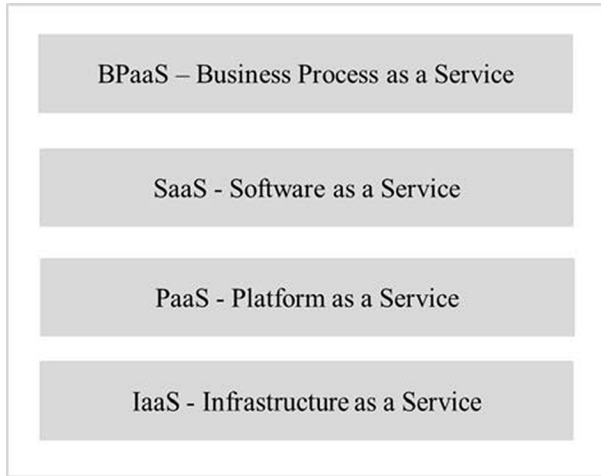 BPaaS – Business Process as a Service
SaaS - Software as a Service
PaaS - Platform as a Service
IaaS - Infrastructure as a Service